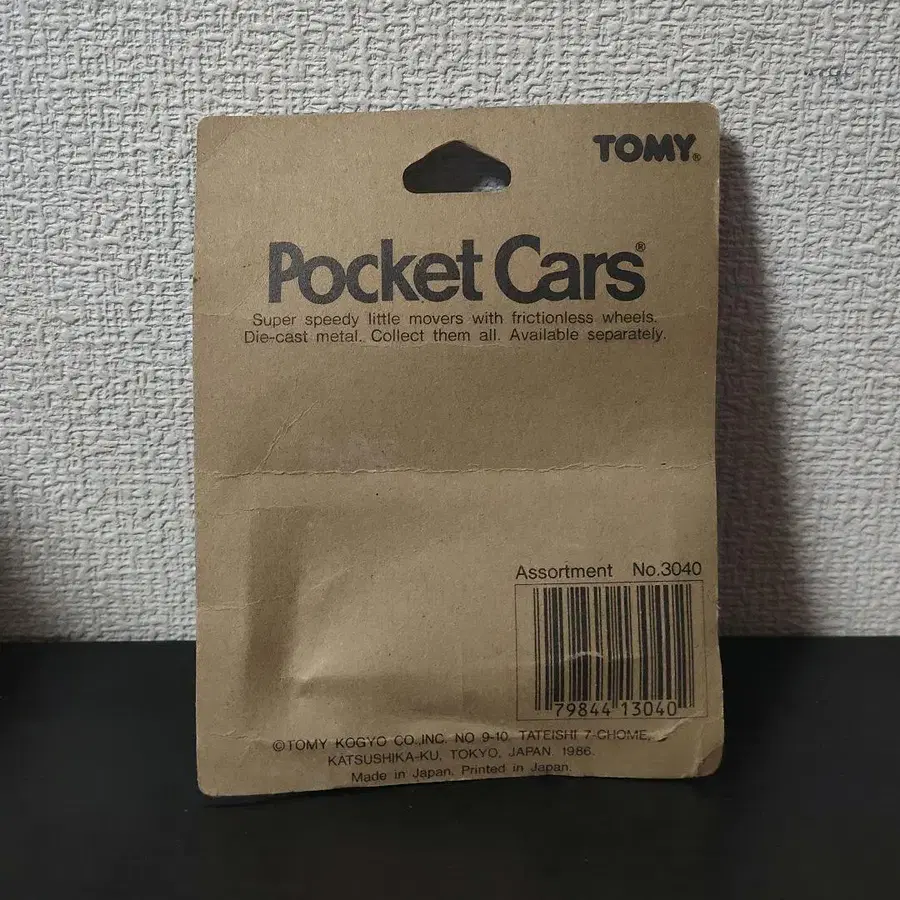 TOMY®
Pocket Cars®
Super speedy little movers with frictionless wheels.
Die-cast metal. Collect them all. Available separately.
Assortment No.3040
79844 13040
©TOMY KOGYO CO.,INC. NO 9-10, TATEISHI 7-CHOME,
KATSUSHIKA-KU, TOKYO, JAPAN. 1986.
Made in Japan. Printed in Japan.